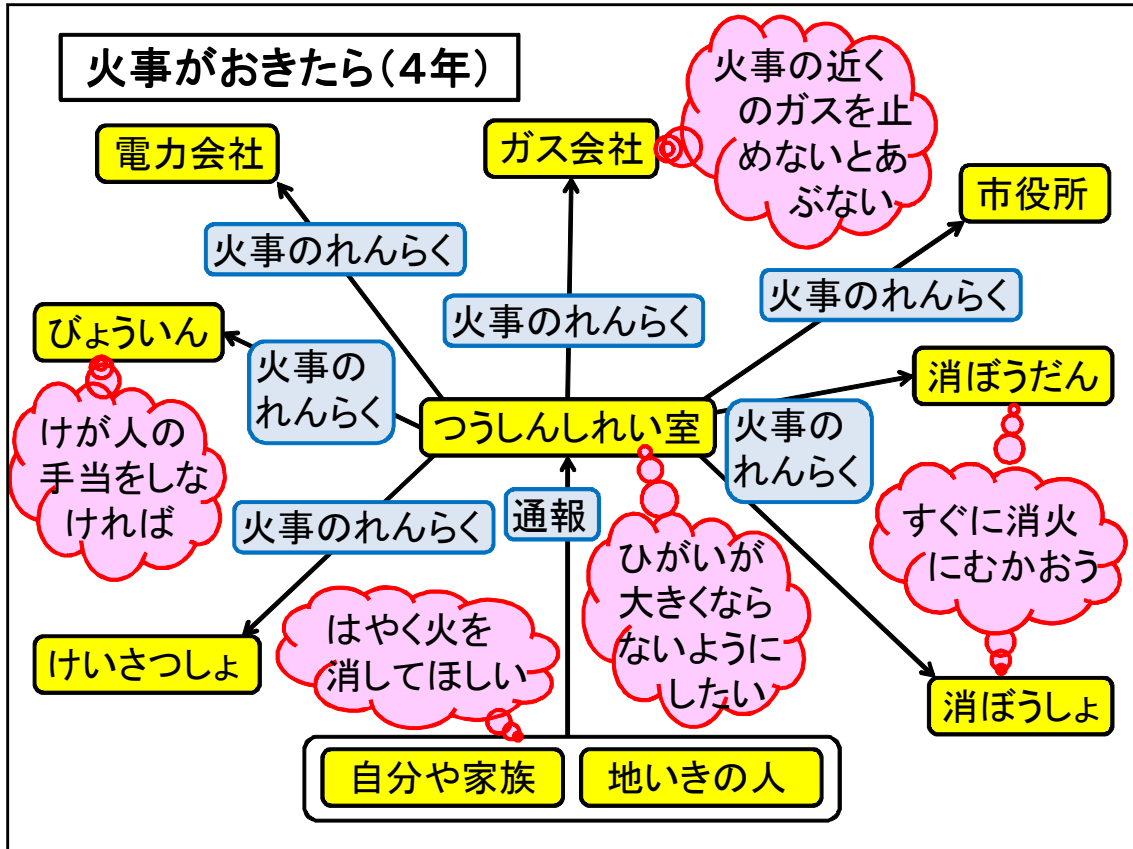 火事がおきたら(4年)
火事の近く
のガスを止
めないとあ
ぶない
電力会社
ガス会社
市役所
火事のれんらく
火事のれんらく
火事のれんらく
びょういん
火事の
れんらく
消ぼうだん
けが人の
手当をしな
ければ
つうしんしれい室
火事の
れんらく
火事のれんらく
通報
すぐに消火
にむかおう
ひがいが
大きくなら
ないように
したい
はやく火を
消してほしい
けいさつしょ
消ぼうしょ
自分や家族
地いきの人